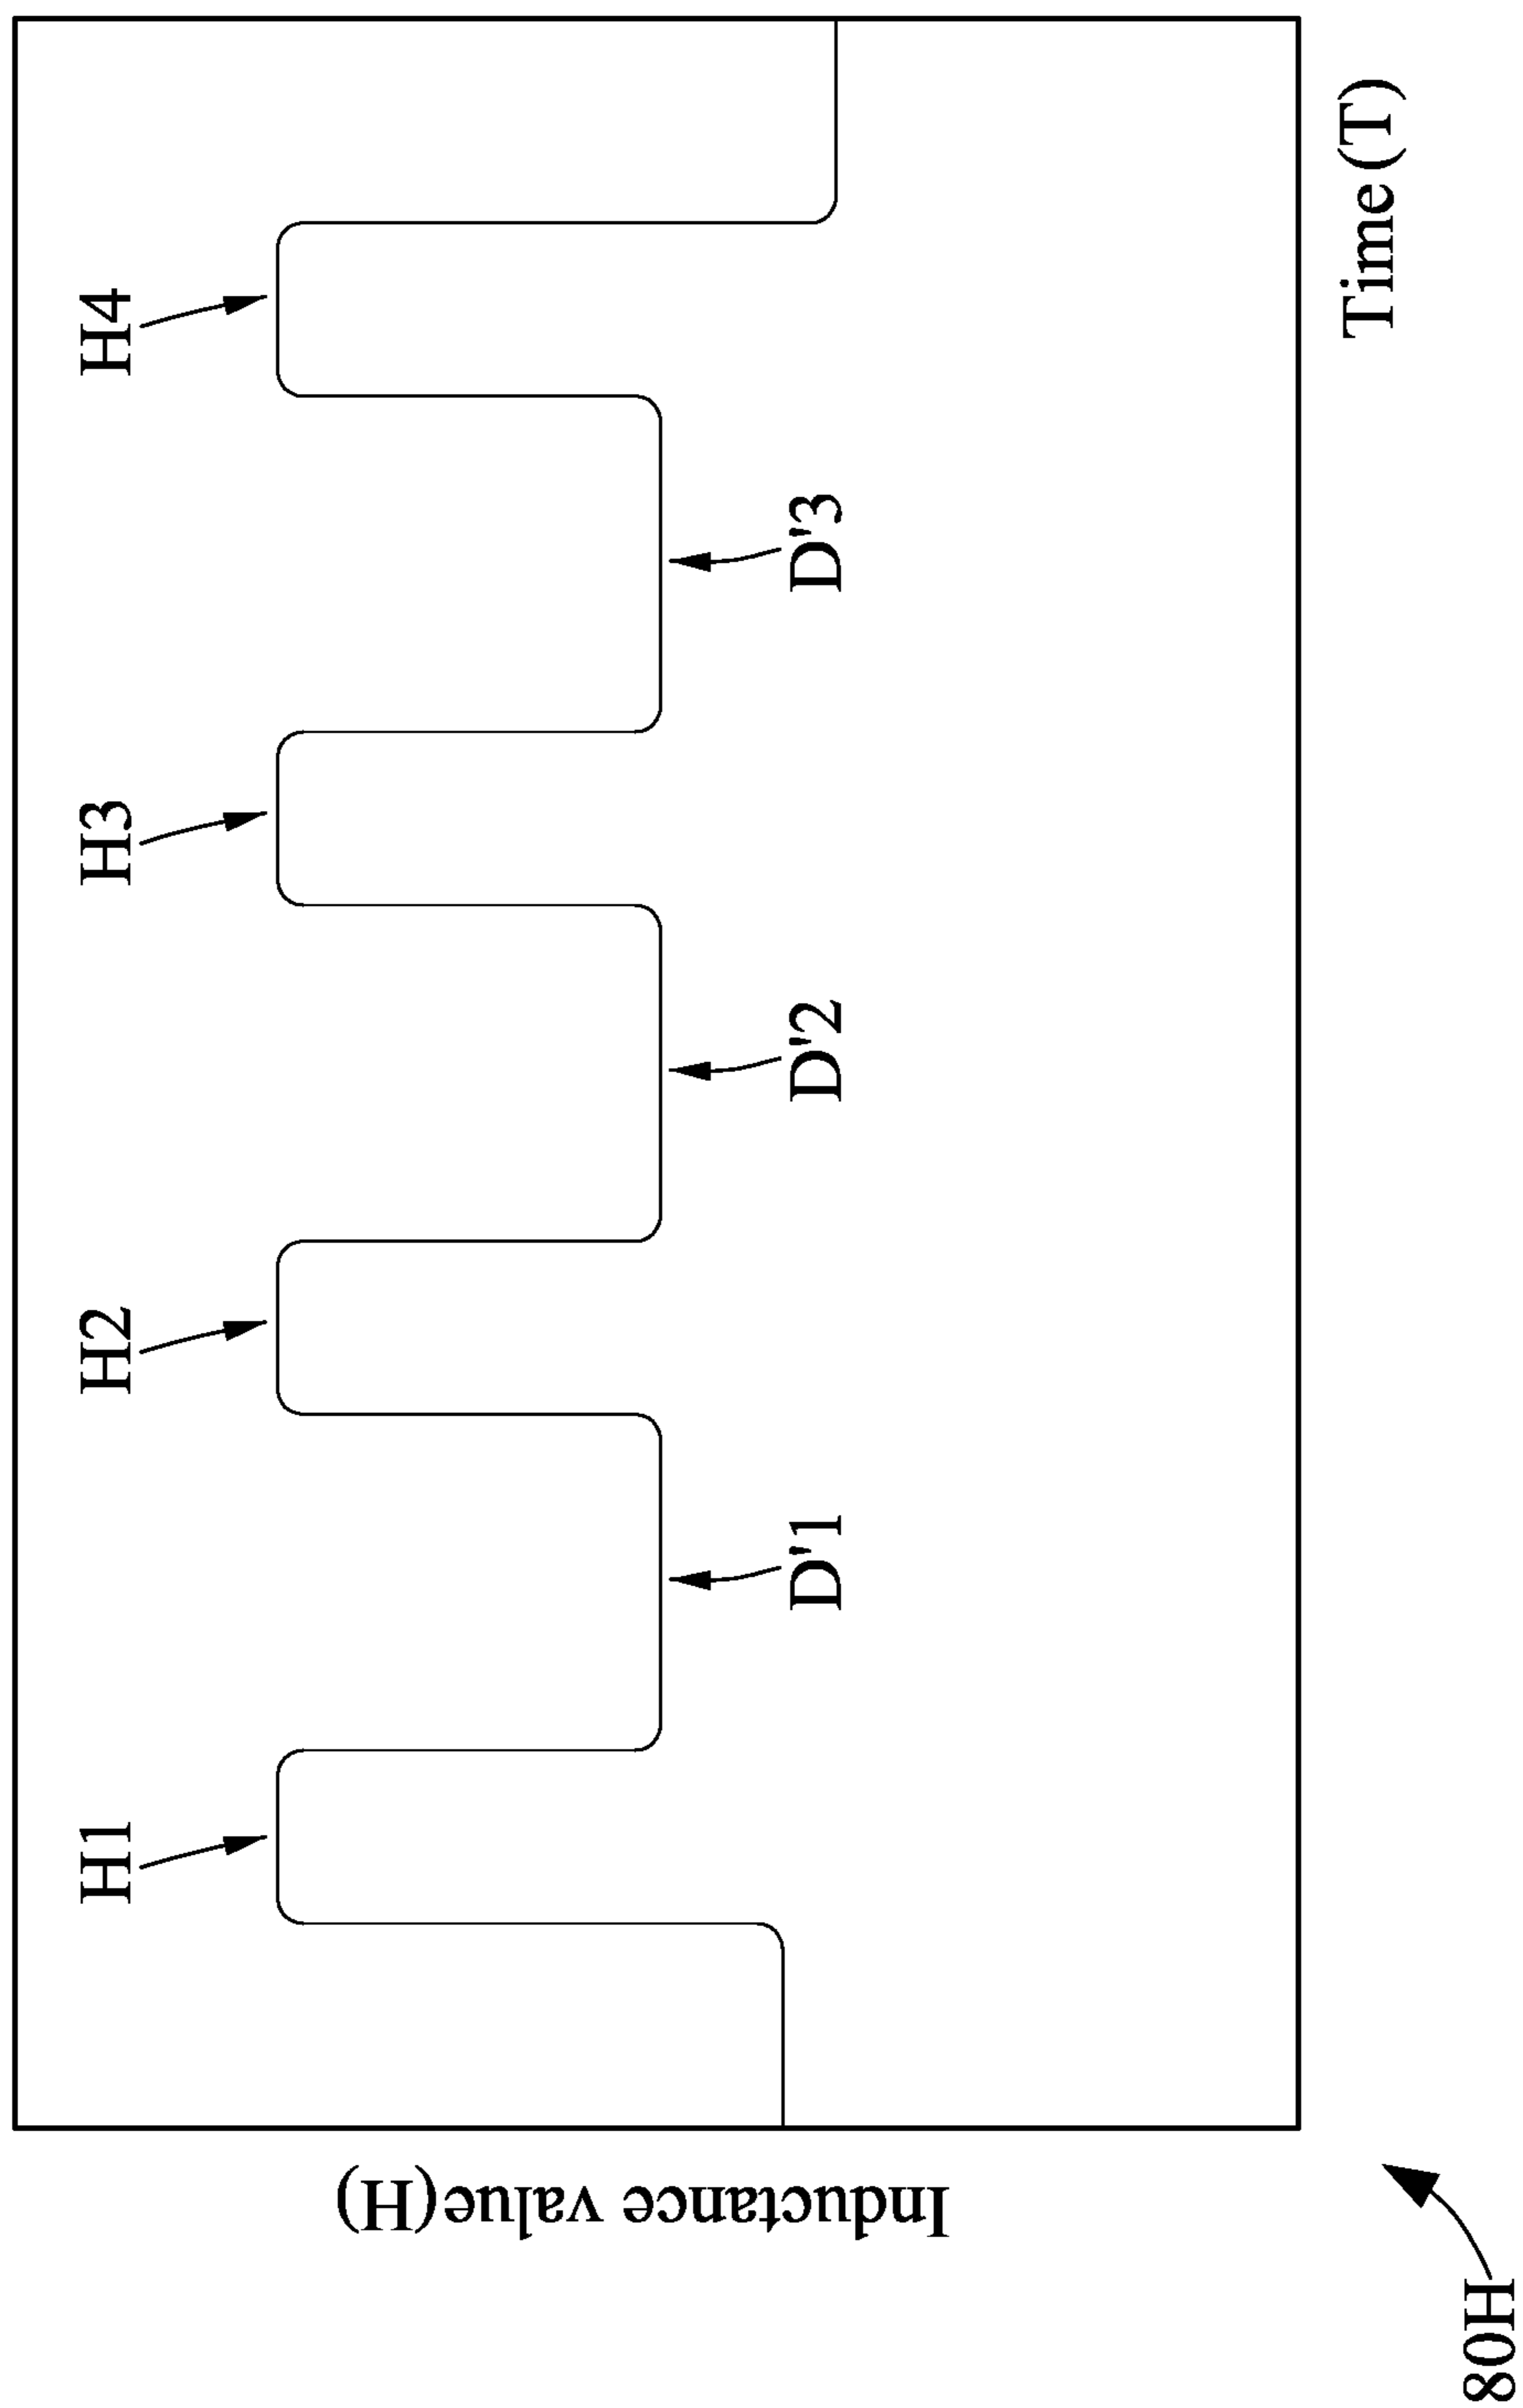 H1
H2
H3
H4
D'1
D'2
D'3
Inductance value(H)
Time(T)
80H